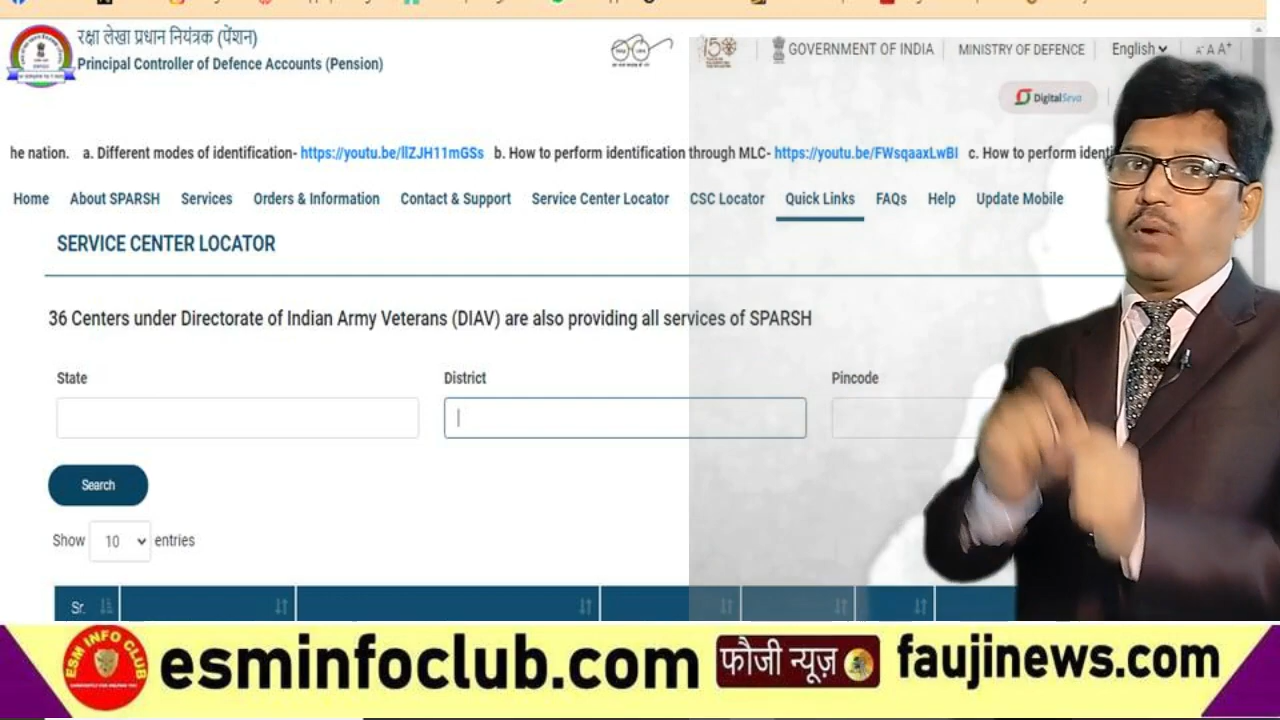 रक्षा लेखा प्रधान नियंत्रक (पेंशन)
Principal Controller of Defence Accounts (Pension)
GOVERNMENT OF INDIA
MINISTRY OF DEFENCE
English
A- A A+
DigitalSeva
he nation. a. Different modes of identification- https://youtu.be/llZJH11mGSs b. How to perform identification through MLC- https://youtu.be/FWsqaaxLwBI c. How to perform identi
Home About SPARSH Services Orders & Information Contact & Support Service Center Locator CSC Locator Quick Links FAQs Help Update Mobile
SERVICE CENTER LOCATOR
36 Centers under Directorate of Indian Army Veterans (DIAV) are also providing all services of SPARSH
State District Pincode
Search
Show 10 entries
Sr.
ESM INFO CLUB
esminfoclub.com फौजी न्यूज़ faujinews.com